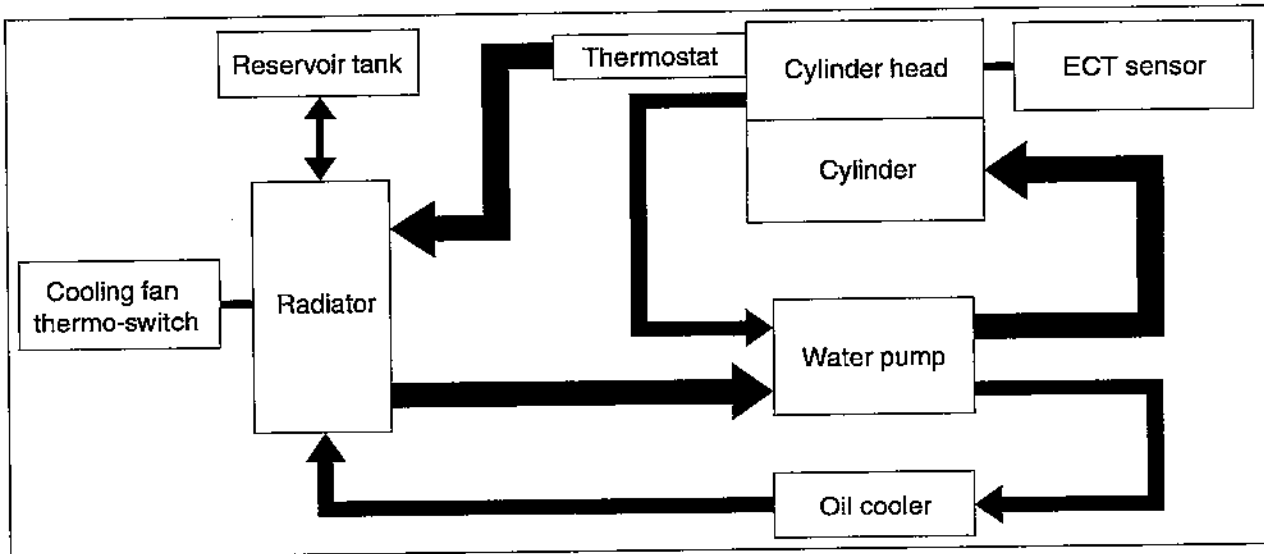 Reservoir tank
Thermostat
Cylinder head
ECT sensor
Cylinder
Cooling fan
thermo-switch
Radiator
Water pump
Oil cooler